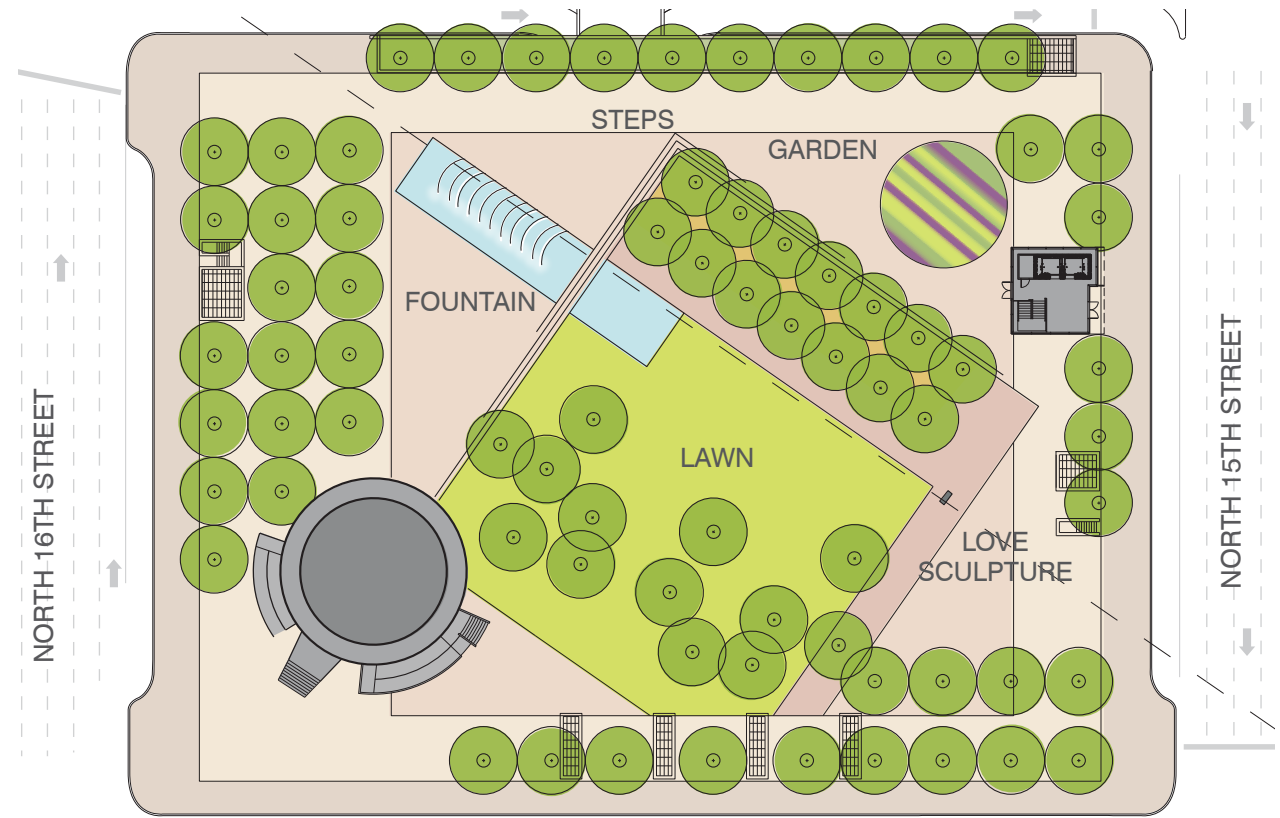 STEPS
GARDEN
FOUNTAIN
LAWN
LOVE
SCULPTURE
NORTH 16TH STREET
NORTH 15TH STREET